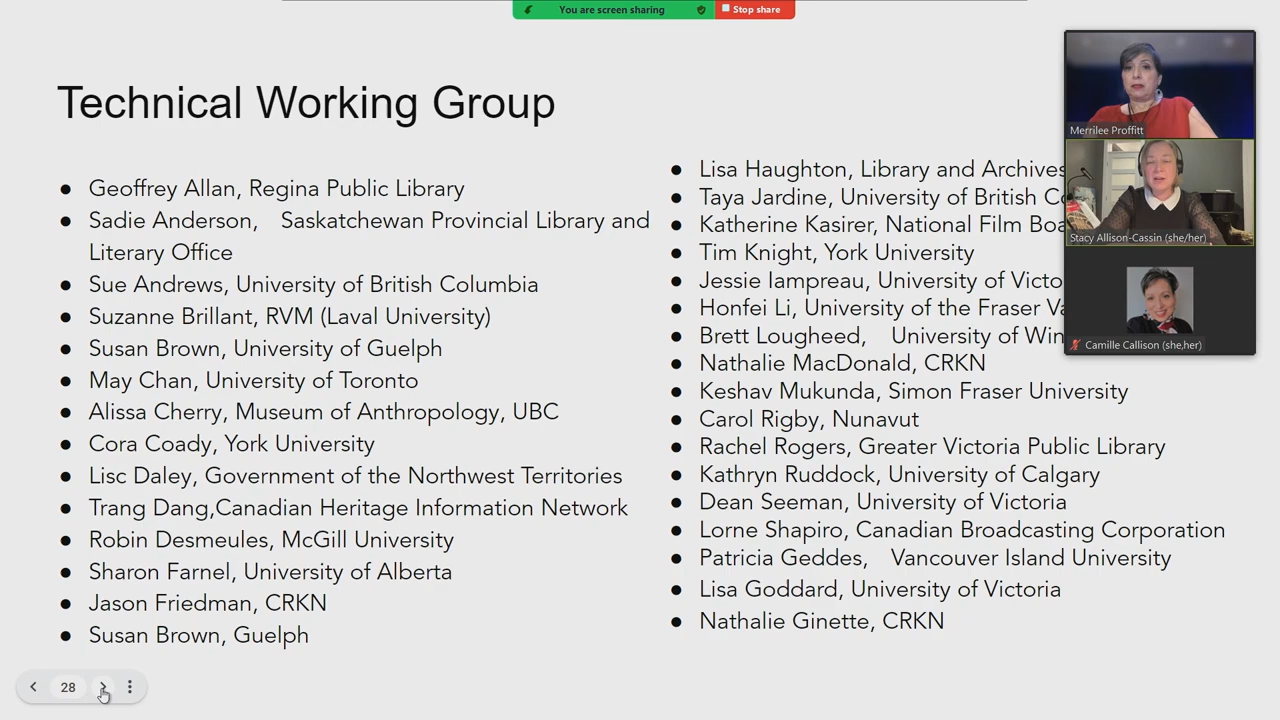 You are screen sharing
Stop share
Technical Working Group
● Geoffrey Allan, Regina Public Library
● Sadie Anderson, Saskatchewan Provincial Library and
Literary Office
● Sue Andrews, University of British Columbia
● Suzanne Brillant, RVM (Laval University)
● Susan Brown, University of Guelph
● May Chan, University of Toronto
● Alissa Cherry, Museum of Anthropology, UBC
● Cora Coady, York University
● Lisc Daley, Government of the Northwest Territories
● Trang Dang,Canadian Heritage Information Network
● Robin Desmeules, McGill University
● Sharon Farnel, University of Alberta
● Jason Friedman, CRKN
● Susan Brown, Guelph
● Lisa Haughton, Library and Archives
● Taya Jardine, University of British
● Katherine Kasirer, National Film
● Tim Knight, York University
● Jessie Iampreau, University of
● Honfei Li, University of the Fraser
● Brett Lougheed, University of
● Nathalie MacDonald, CRKN
● Keshav Mukunda, Simon Fraser University
● Carol Rigby, Nunavut
● Rachel Rogers, Greater Victoria Public Library
● Kathryn Ruddock, University of Calgary
● Dean Seeman, University of Victoria
● Lorne Shapiro, Canadian Broadcasting Corporation
● Patricia Geddes, Vancouver Island University
● Lisa Goddard, University of Victoria
● Nathalie Ginette, CRKN
Merrilee Proffitt
Stacy Allison-Cassin (she/her)
Camille Callison (she,her)
28